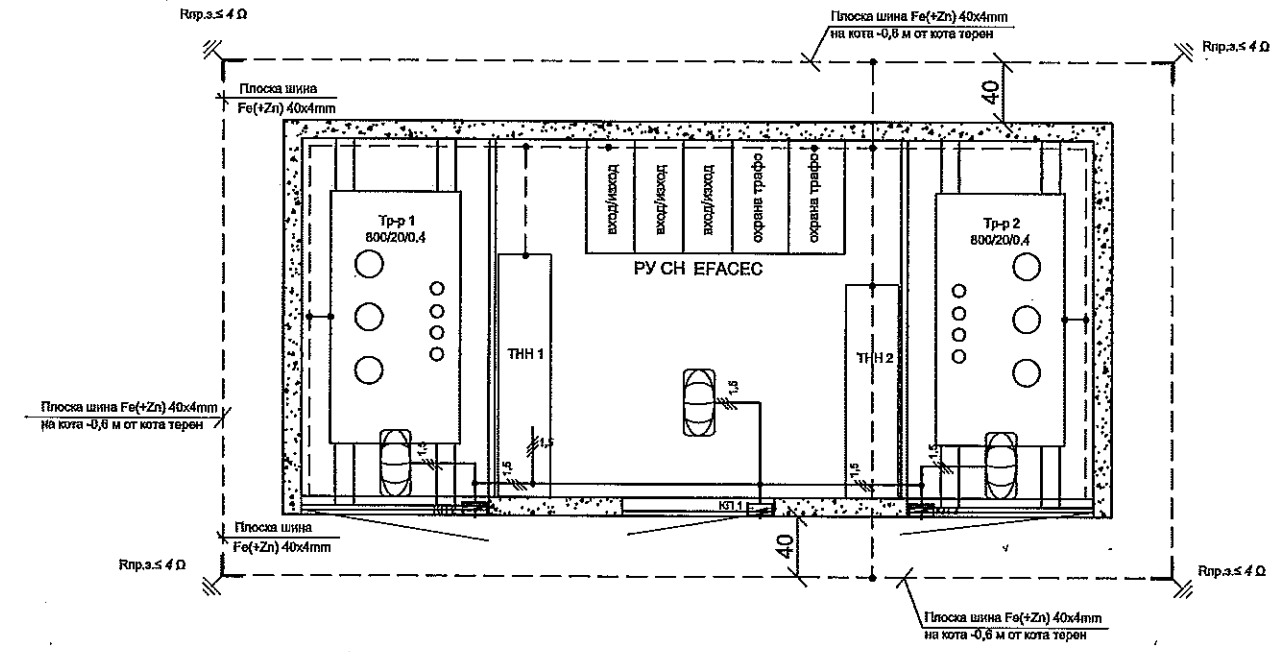 Rпр.з.≤ 4 Ω
Плоска шина Fe(+Zn) 40x4mm
на кота -0,6 м от кота терен
Rпр.з.≤ 4 Ω
Плоска шина
Fe(+Zn) 40x4mm
40
вход/изход
вход/изход
вход/изход
охрана трафо
охрана трафо
Тр-р 1
800/20/0,4
Тр-р 2
800/20/0,4
РУ СН EFACEC
ТНН 1
ТНН 2
1,5
Плоска шина Fe(+Zn) 40x4mm
на кота -0,6 м от кота терен
1,5
1,5
1,5
1,5
1,5
КП 1
Плоска шина
Fe(+Zn) 40x4mm
40
Rпр.з.≤ 4 Ω
Rпр.з.≤ 4 Ω
Плоска шина Fe(+Zn) 40x4mm
на кота -0,6 м от кота терен